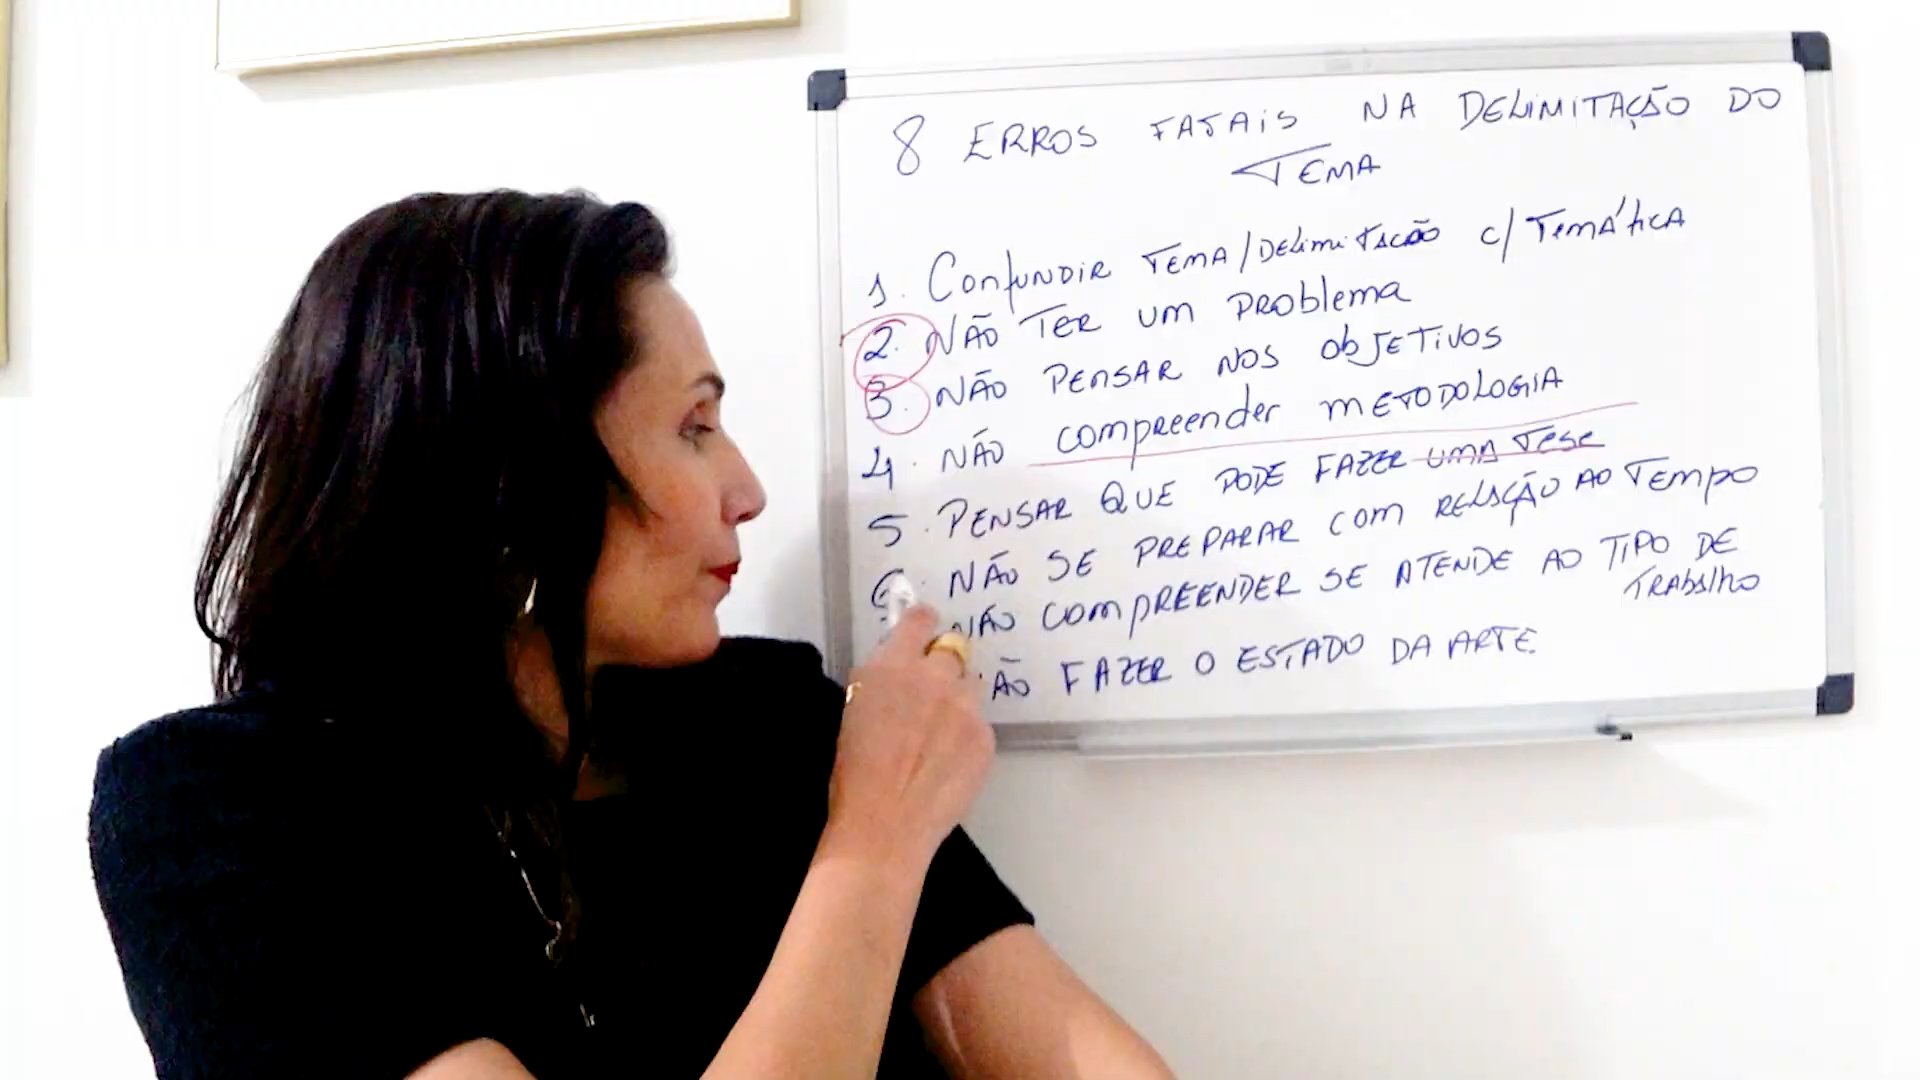 8 ERROS FATAIS NA DELIMITAÇÃO DO
TEMA
1. Confundir TEMA/DELIMITAÇÃO c/ TEMÁTICA
2. NÃO TER UM PROBLEMA
3. NÃO PENSAR NOS OBJETIVOS
4. NÃO compreender METODOLOGIA
5. PENSAR QUE PODE FAZER UMA TESE
6. NÃO SE PREPARAR COM RELAÇÃO AO TEMPO
NÃO COMPREENDER SE ATENDE AO TIPO DE
TRABALHO
ÃO FAZER O ESTADO DA ARTE.